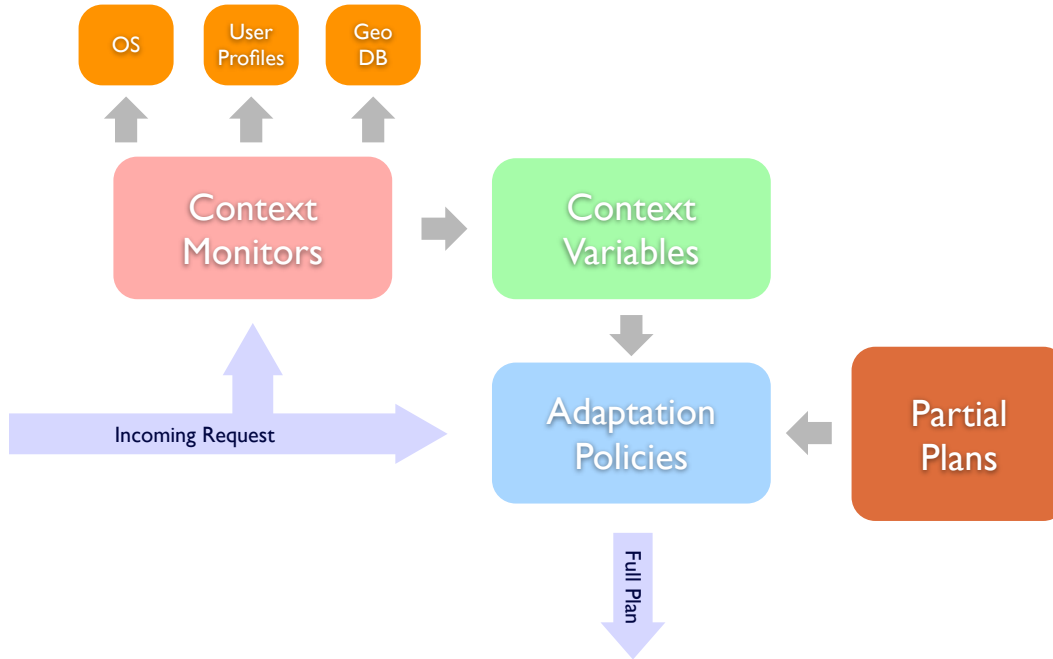 OS
User
Profiles
Geo
DB
Context
Monitors
Context
Variables
Incoming Request
Adaptation
Policies
Partial
Plans
Full Plan